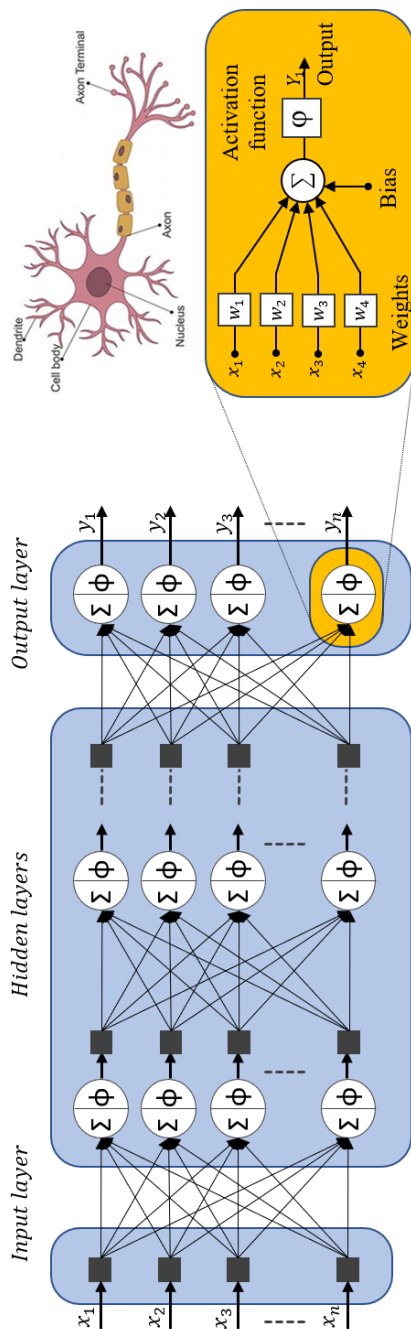 Input layer
Hidden layers
Output layer
x₁
x₂
x₃
xₙ
Σ ϕ
Σ ϕ
Σ ϕ
Σ ϕ
Σ ϕ
Σ ϕ
Σ ϕ
Σ ϕ
Σ ϕ
Σ ϕ
Σ ϕ
Σ ϕ
y₁
y₂
y₃
yₙ
Dendrite
Cell body
Nucleus
Axon
Axon Terminal
x₁
x₂
x₃
x₄
w₁
w₂
w₃
w₄
Weights
Σ
Bias
Activation
function
φ
Y₁
Output